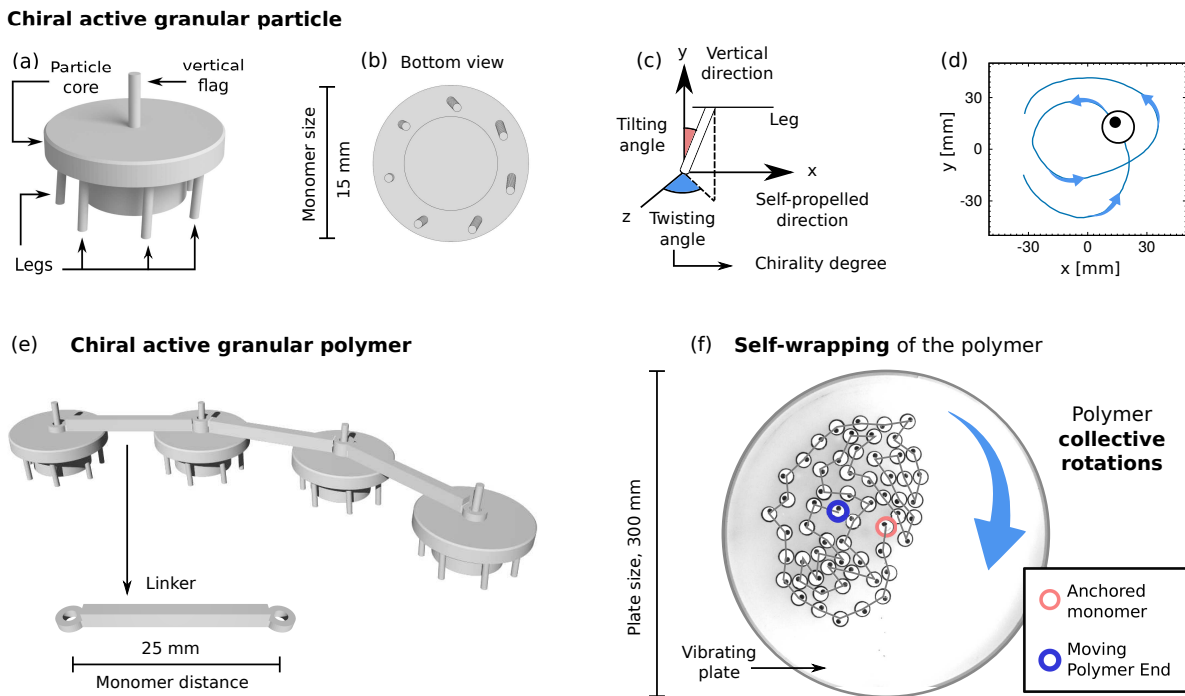 Chiral active granular particle
(a)
Particle
core
vertical
flag
Legs
(b)
Bottom view
Monomer size
15 mm
(c)
y
Vertical
direction
Tilting
angle
Leg
x
Self-propelled
direction
z
Twisting
angle
Chirality degree
(d)
y [mm]
30
0
-30
-30
0
30
x [mm]
(e) Chiral active granular polymer
Linker
25 mm
Monomer distance
(f) Self-wrapping of the polymer
Plate size, 300 mm
Polymer
collective
rotations
Vibrating
plate
Anchored
monomer
Moving
Polymer End